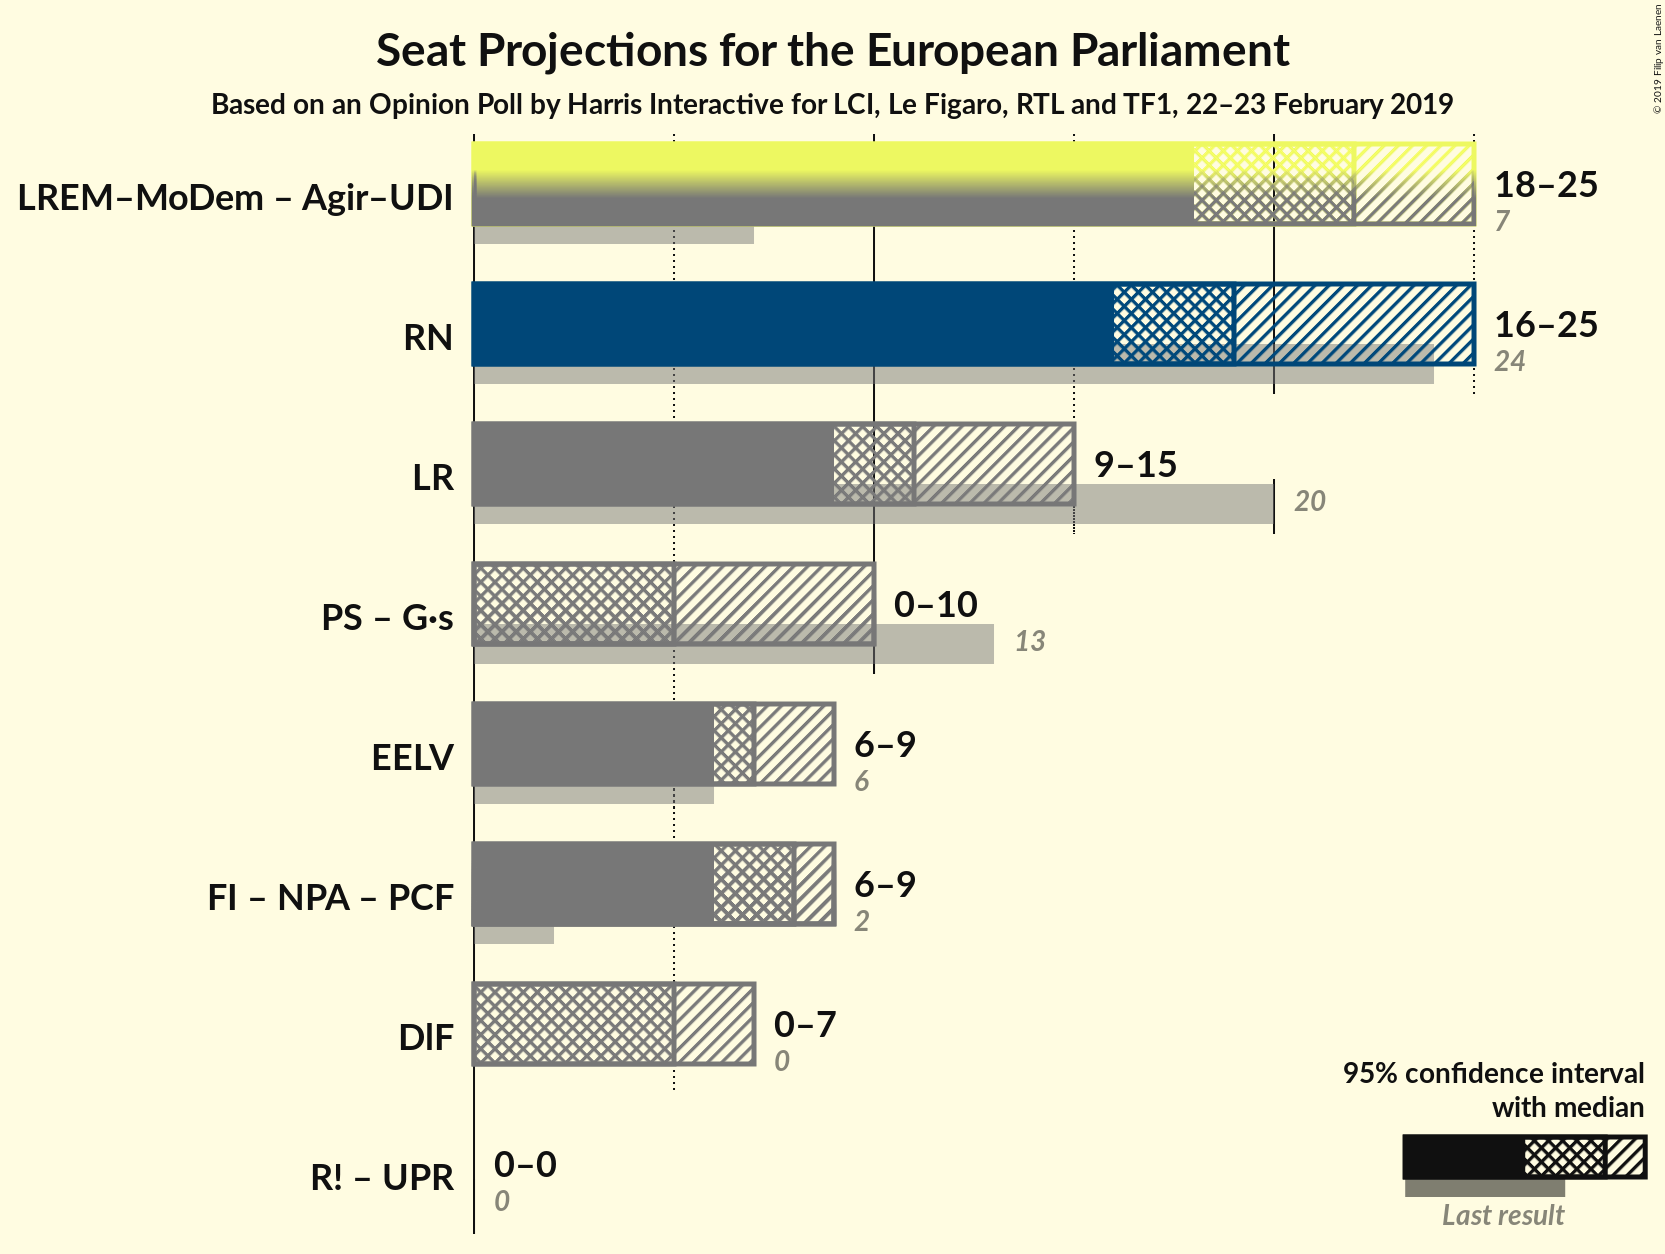 Seat Projections for the European Parliament
Based on an Opinion Poll by Harris Interactive for LCI, Le Figaro, RTL and TF1, 22–23 February 2019
© 2019 Filip van Laenen
LREM–MoDem – Agir–UDI
18–25
7
RN
16–25
24
LR
9–15
20
PS – G·s
0–10
13
EELV
6–9
6
FI – NPA – PCF
6–9
2
DlF
0–7
0
R! – UPR
0–0
0
95% confidence interval
with median
Last result